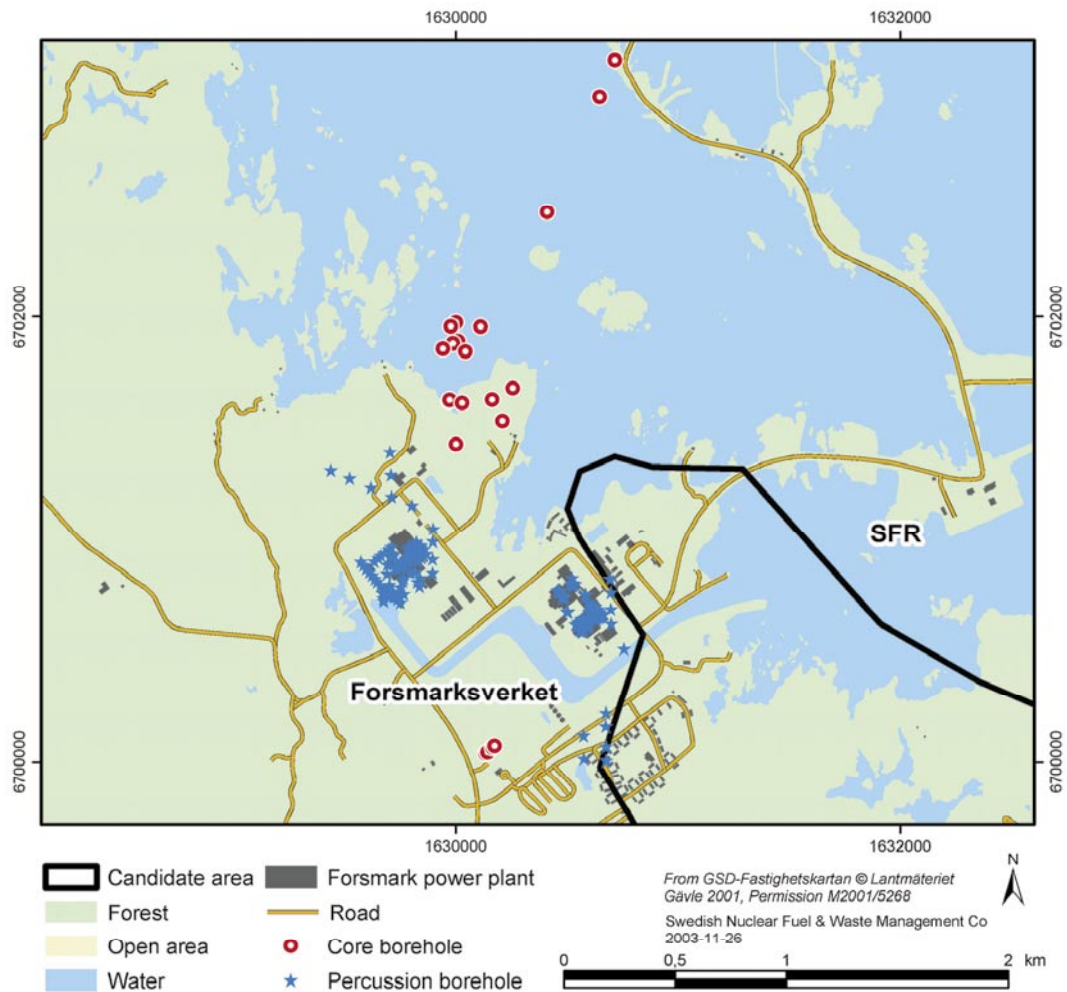 1630000 1632000
6702000 6702000
SFR
Forsmarksverket
6700000 6700000
1630000 1632000
N
Candidate area Forsmark power plant
Forest Road
Open area Core borehole
Water Percussion borehole
From GSD-Fastighetskartan © Lantmäteriet
Gävle 2001, Permission M2001/5268
Swedish Nuclear Fuel & Waste Management Co
2003-11-26
0 0,5 1 2 km